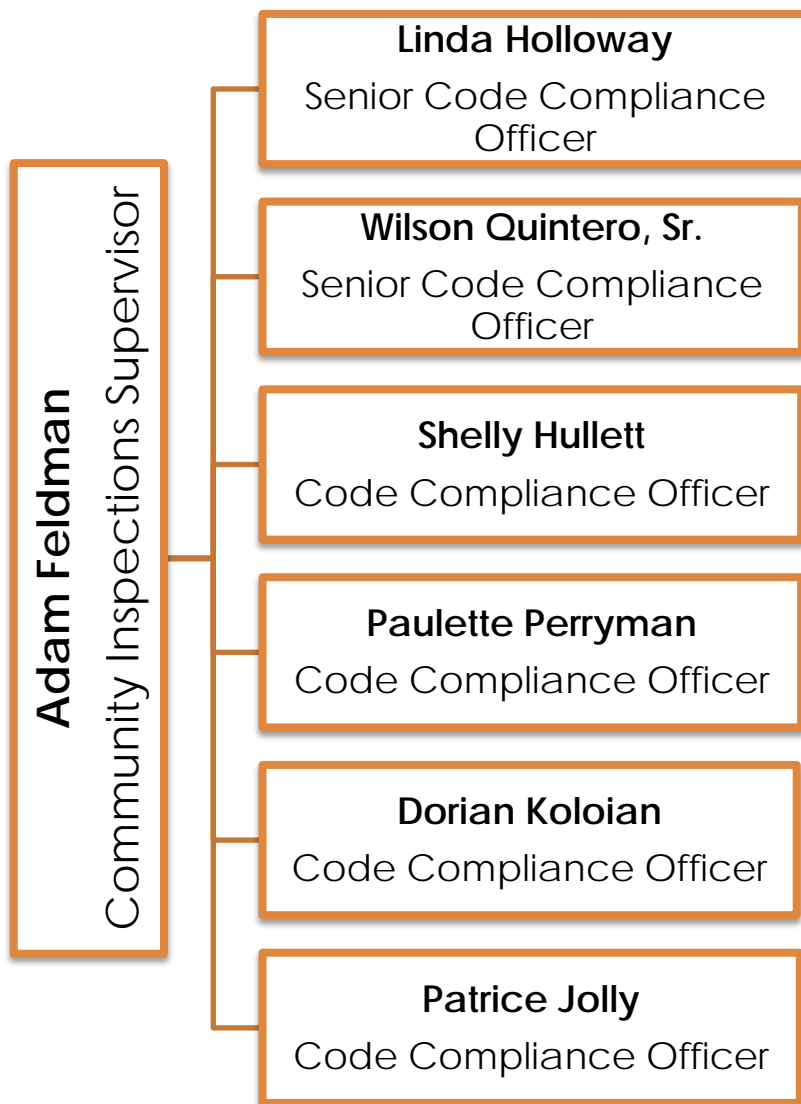 Adam Feldman
Community Inspections Supervisor
Linda Holloway
Senior Code Compliance
Officer
Wilson Quintero, Sr.
Senior Code Compliance
Officer
Shelly Hullett
Code Compliance Officer
Paulette Perryman
Code Compliance Officer
Dorian Koloian
Code Compliance Officer
Patrice Jolly
Code Compliance Officer